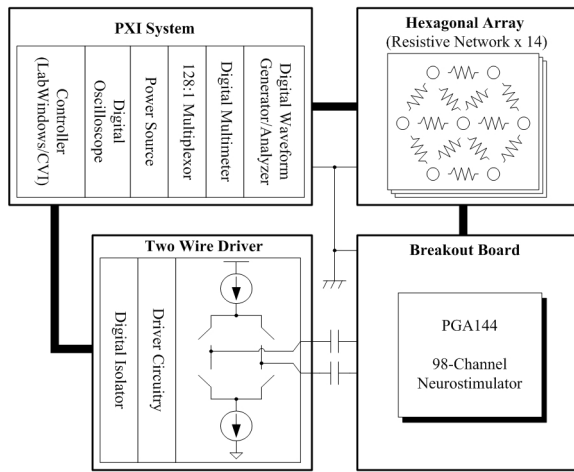 PXI System
Controller
(LabWindows/CVI)
Digital
Oscilloscope
Power Source
128:1 Multiplexor
Digital Multimeter
Digital Waveform
Generator/Analyzer
Hexagonal Array
(Resistive Network x 14)
Two Wire Driver
Digital Isolator
Driver Circuitry
Breakout Board
PGA144
98-Channel
Neurostimulator